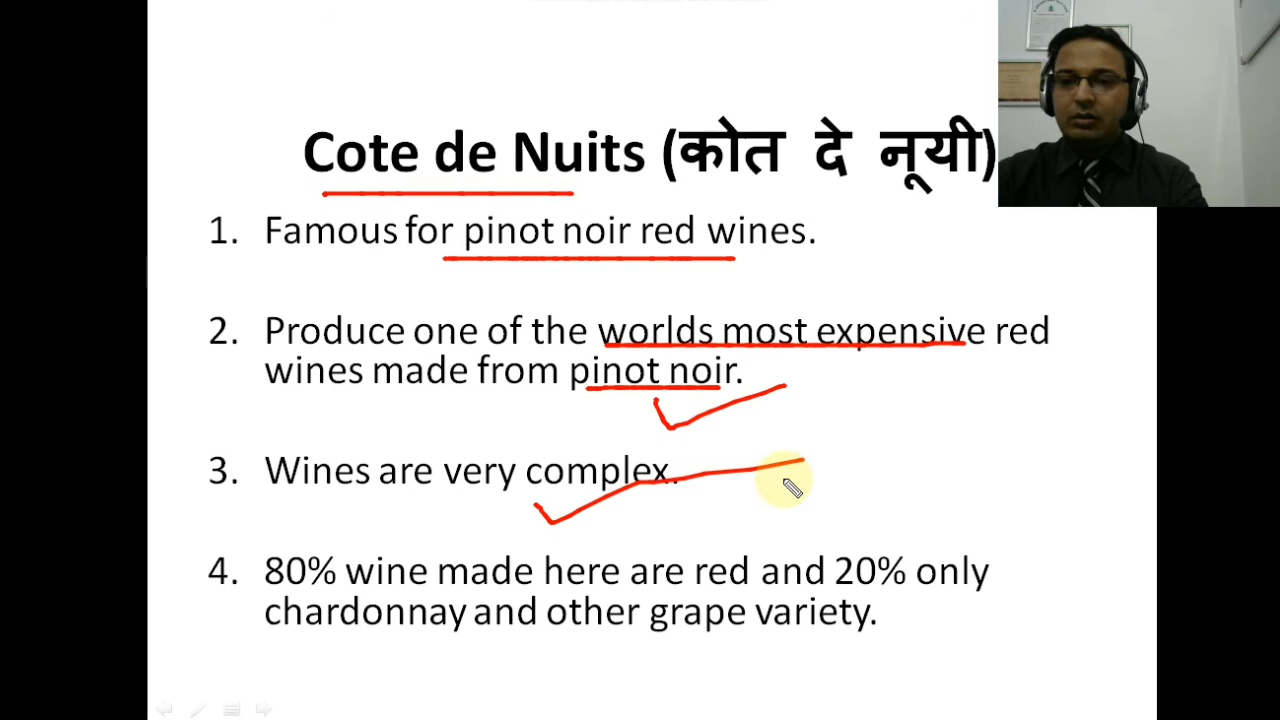 Cote de Nuits (कोत दे नूयी)
1. Famous for pinot noir red wines.
2. Produce one of the worlds most expensive red
wines made from pinot noir.
3. Wines are very complex.
4. 80% wine made here are red and 20% only
chardonnay and other grape variety.